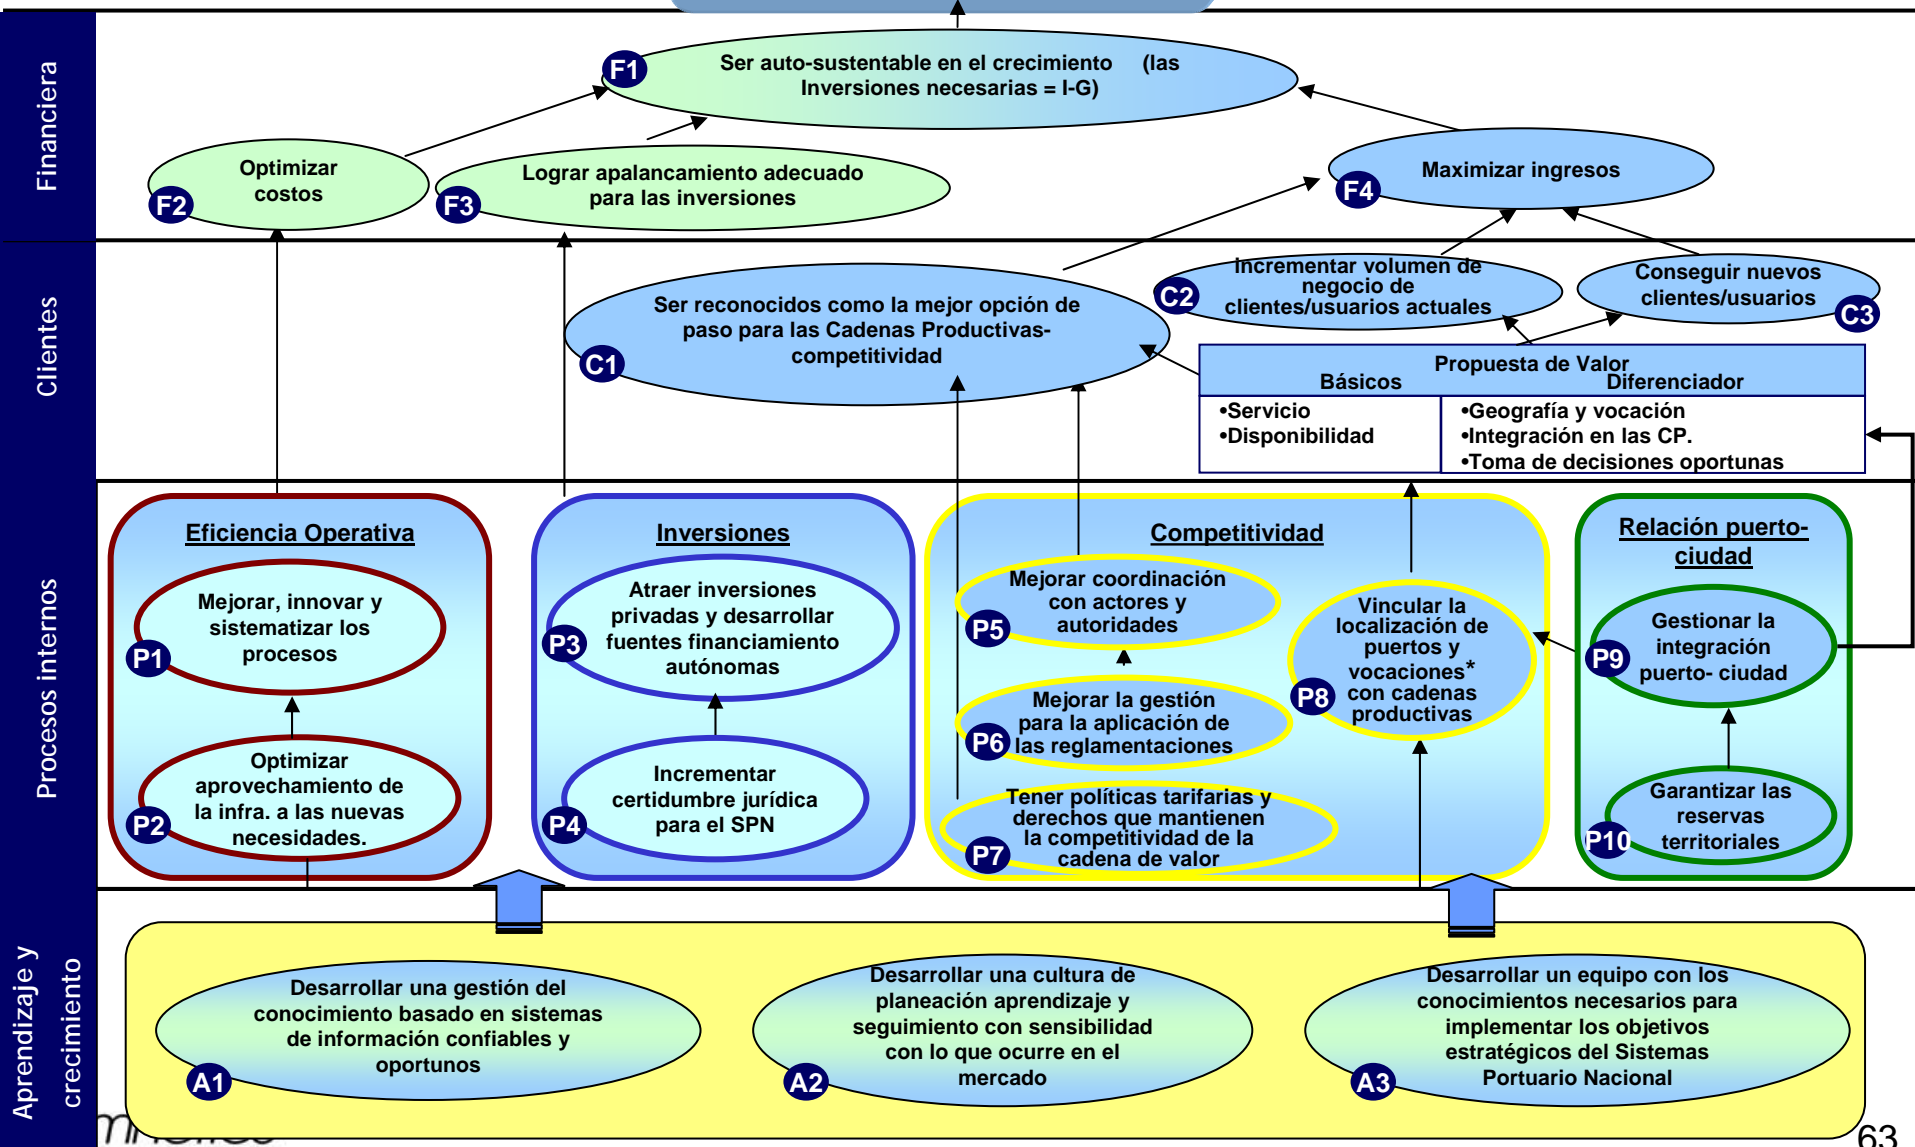 Financiera
F1
Ser auto-sustentable en el crecimiento (las
Inversiones necesarias = I-G)
Optimizar
costos
F2
Lograr apalancamiento adecuado
para las inversiones
F3
Maximizar ingresos
F4
Clientes
Ser reconocidos como la mejor opción de
paso para las Cadenas Productivas-
competitividad
C1
Incrementar volumen de
negocio de
clientes/usuarios actuales
C2
Conseguir nuevos
clientes/usuarios
C3
Propuesta de Valor
Básicos
Diferenciador
•Servicio
•Disponibilidad
•Geografía y vocación
•Integración en las CP.
•Toma de decisiones oportunas
Procesos internos
Eficiencia Operativa
Mejorar, innovar y
sistematizar los
procesos
P1
Optimizar
aprovechamiento de
la infra. a las nuevas
necesidades.
P2
Inversiones
Atraer inversiones
privadas y desarrollar
fuentes financiamiento
autónomas
P3
Incrementar
certidumbre jurídica
para el SPN
P4
Competitividad
Mejorar coordinación
con actores y
autoridades
P5
Mejorar la gestión
para la aplicación de
las reglamentaciones
P6
Tener políticas tarifarias y
derechos que mantienen
la competitividad de la
cadena de valor
P7
Vincular la
localización de
puertos y
vocaciones*
con cadenas
productivas
P8
Relación puerto-
ciudad
Gestionar la
integración
puerto- ciudad
P9
Garantizar las
reservas
territoriales
P10
Aprendizaje y
crecimiento
Desarrollar una gestión del
conocimiento basado en sistemas
de información confiables y
oportunos
A1
Desarrollar una cultura de
planeación aprendizaje y
seguimiento con sensibilidad
con lo que ocurre en el
mercado
A2
Desarrollar un equipo con los
conocimientos necesarios para
implementar los objetivos
estratégicos del Sistemas
Portuario Nacional
A3
63